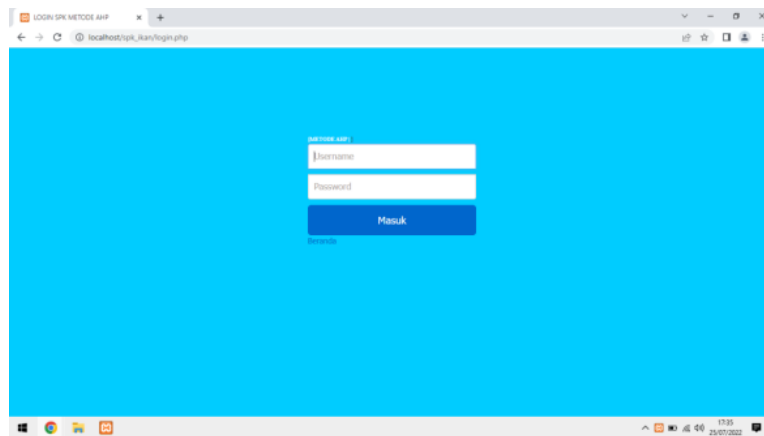 LOGIN SPK METODE AHP
localhost/spk_ikan/login.php
[METODE AHP]
Username
Password
Masuk
Beranda
17:35
25/07/2022